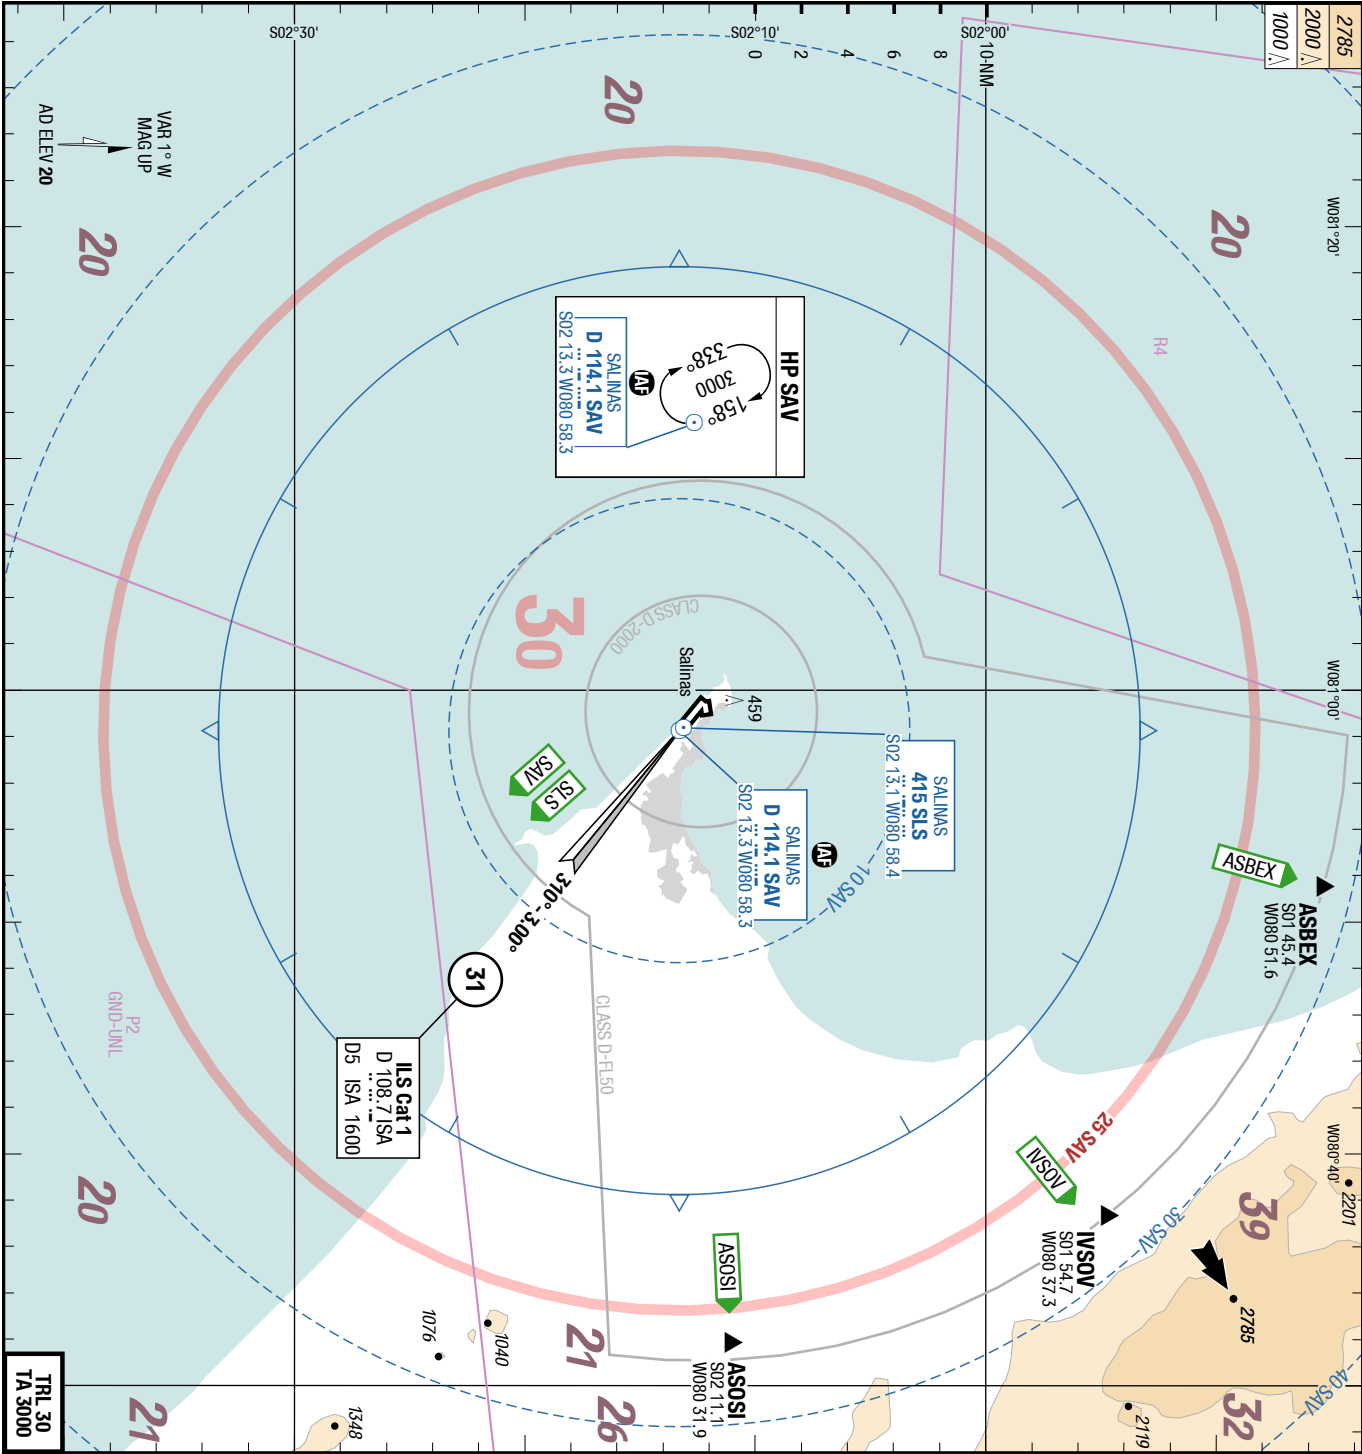 2785
2000
1000
S02°30'
S02°10'
S02°00'
0
2
4
6
8
10-NM
W081°20'
W081°00'
W080°40'
VAR 1° W
MAG UP
AD ELEV 20
20
20
20
20
R4
HP SAV
338°
3000
158°
IAF
SALINAS
D 114.1 SAV
S02 13.3 W080 58.3
CLASS D-2000
30
Salinas
459
SALINAS
415 SLS
S02 13.1 W080 58.4
IAF
SALINAS
D 114.1 SAV
S02 13.3 W080 58.3
10 SAV
SAV
SLS
310° - 3.00°
31
ILS Cat 1
D 108.7 ISA
D5 ISA 1600
CLASS D-FL50
P2
GND-UNL
ASBEX
ASBEX
S01 45.4
W080 51.6
25 SAV
IVSOV
IVSOV
S01 54.7
W080 37.3
30 SAV
39
2201
2785
ASOSI
ASOSI
S02 11.1
W080 31.9
21
26
1040
1076
1348
21
32
2119
40 SAV
TRL 30
TA 3000